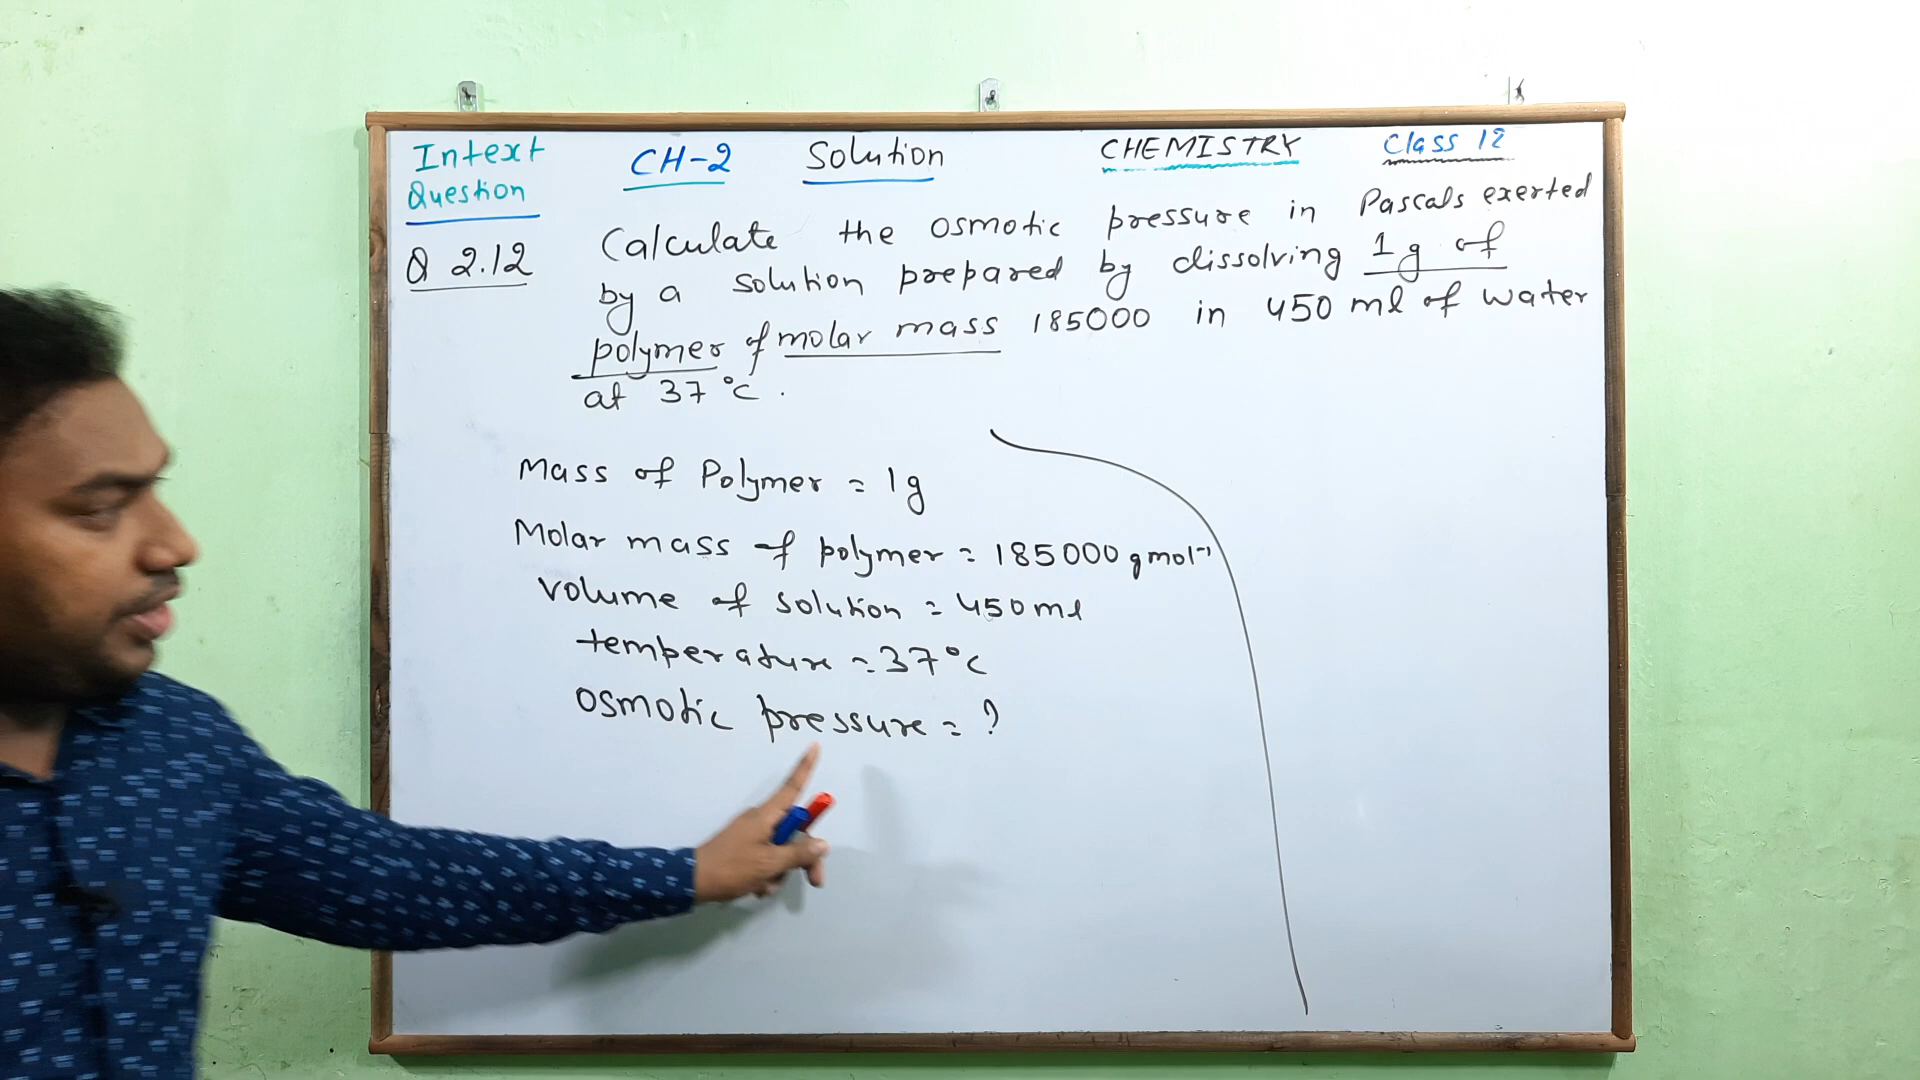 Intext Question
CH-2 Solution CHEMISTRY Class 12
Q 2.12 Calculate the osmotic pressure in Pascals exerted
by a solution prepared by dissolving 1g of
polymer of molar mass 185000 in 450 ml of water
at 37 °C.
Mass of Polymer = 1g
Molar mass of polymer = 185000 g mol⁻¹
Volume of solution = 450 ml
temperature = 37°C
osmotic pressure = ?